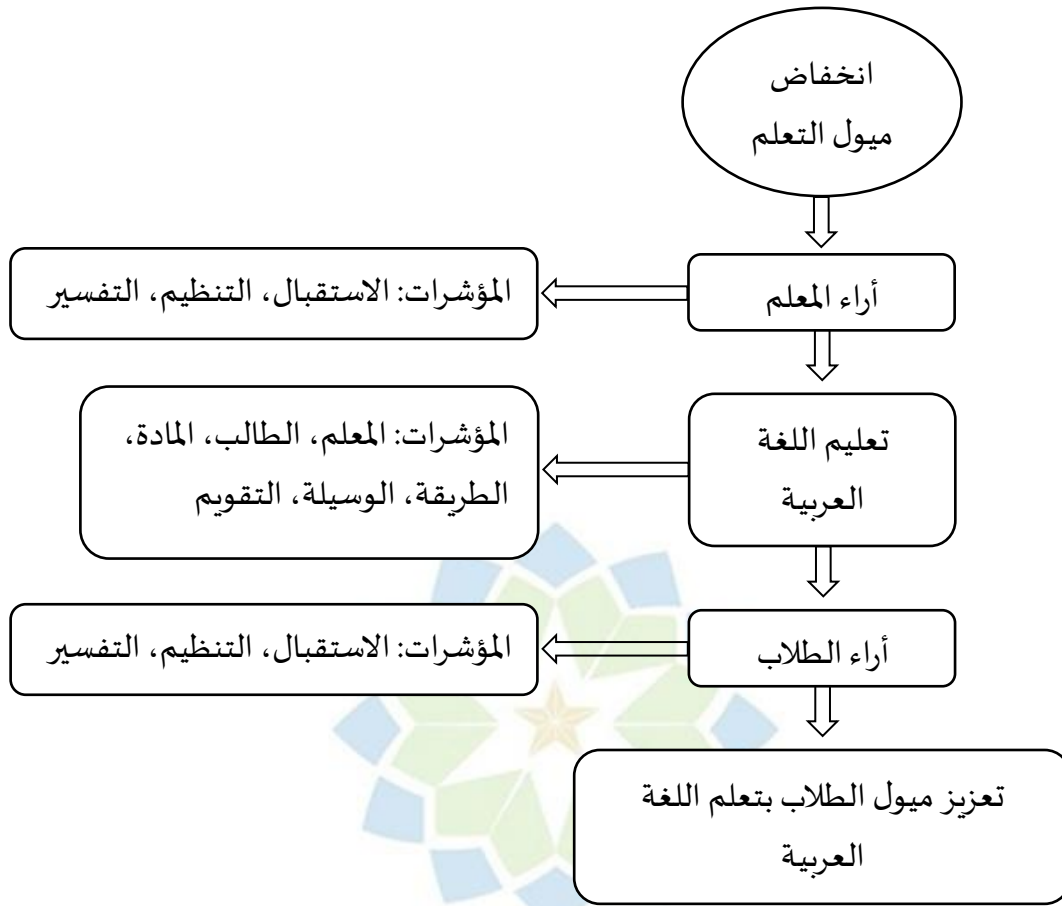 انخفاض
ميول التعلم
أراء المعلم
المؤشرات: الاستقبال، التنظيم، التفسير
تعليم اللغة
العربية
المؤشرات: المعلم، الطالب، المادة،
الطريقة، الوسيلة، التقويم
أراء الطلاب
المؤشرات: الاستقبال، التنظيم، التفسير
تعزيز ميول الطلاب بتعلم اللغة
العربية